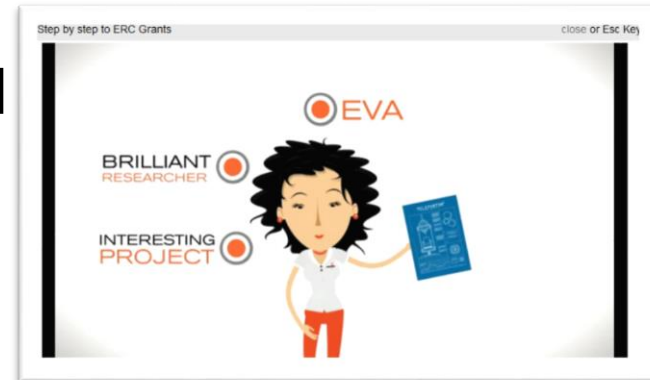 Step by step to ERC Grants
close or Esc Key
EVA
BRILLIANT
RESEARCHER
INTERESTING
PROJECT